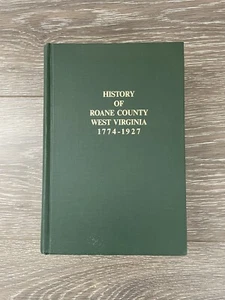 HISTORY
OF
ROANE COUNTY
WEST VIRGINIA
1774-1927